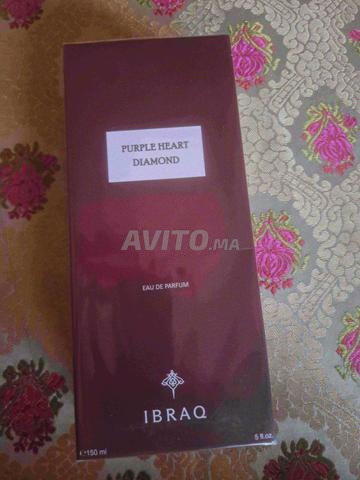 PURPLE HEART
DIAMOND
AVITO.MA
EAU DE PARFUM
IBRAQ
℮150 ml
5 fl.oz.